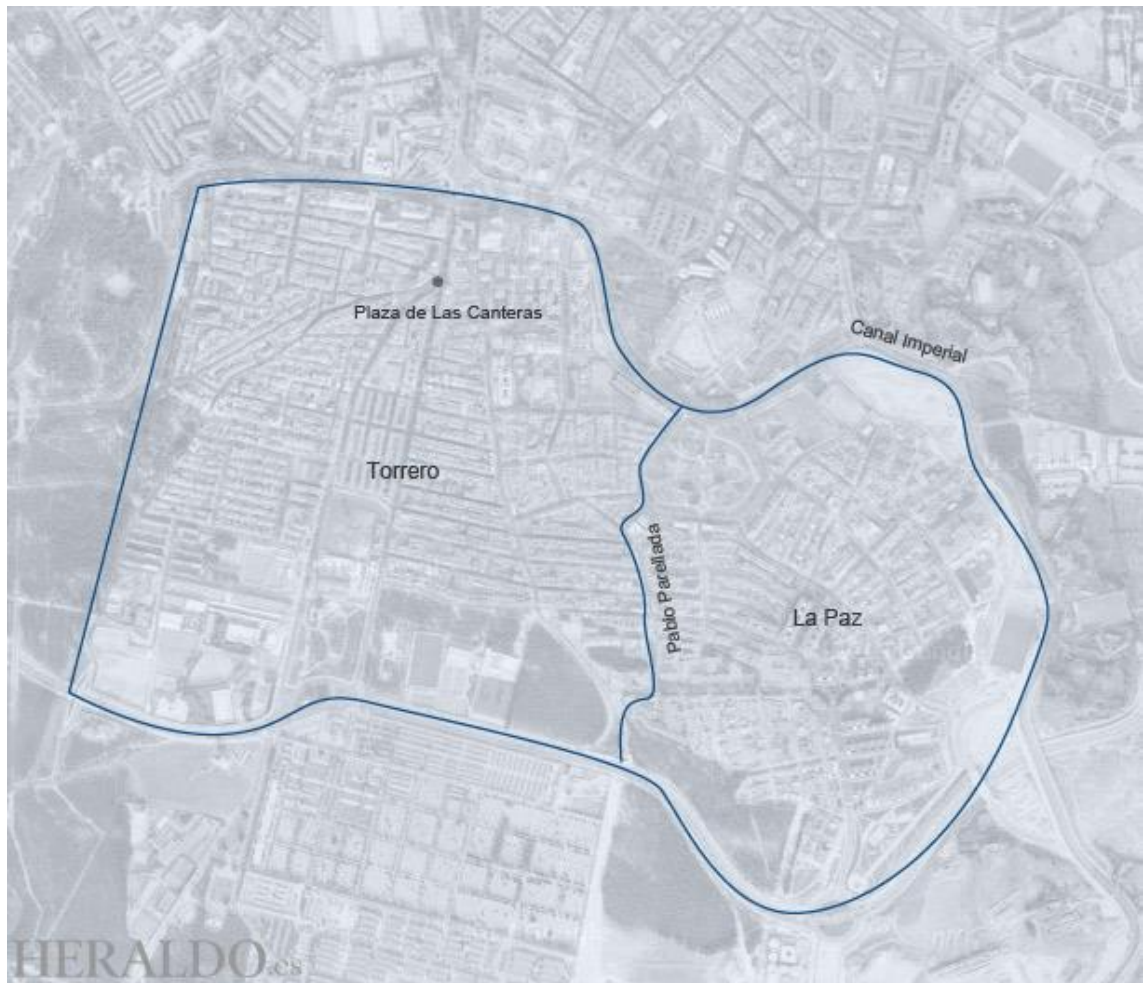 Plaza de Las Canteras
Canal Imperial
Torrero
Pablo Parellada
La Paz
HERALDO.es